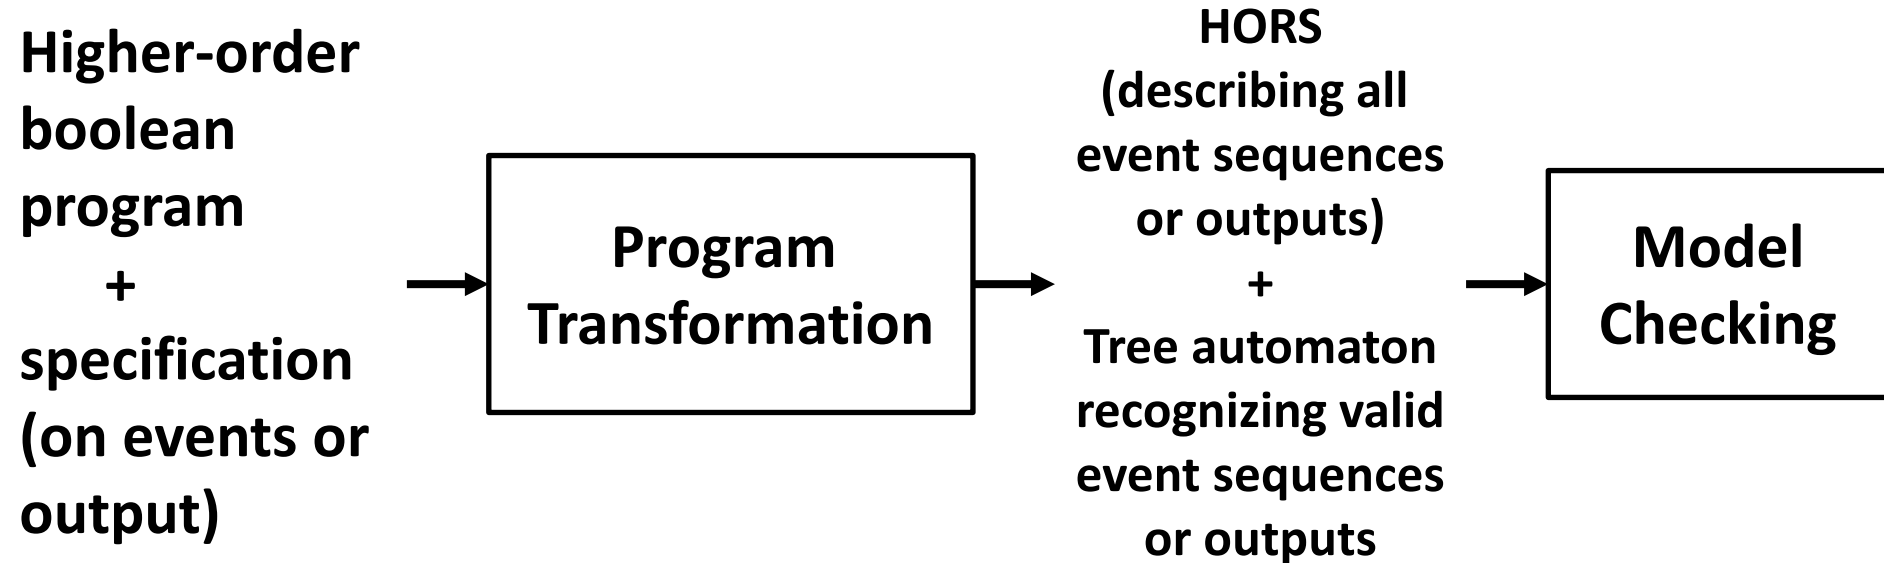 Higher-order
boolean
program
+
specification
(on events or
output)
Program
Transformation
HORS
(describing all
event sequences
or outputs)
+
Tree automaton
recognizing valid
event sequences
or outputs
Model
Checking